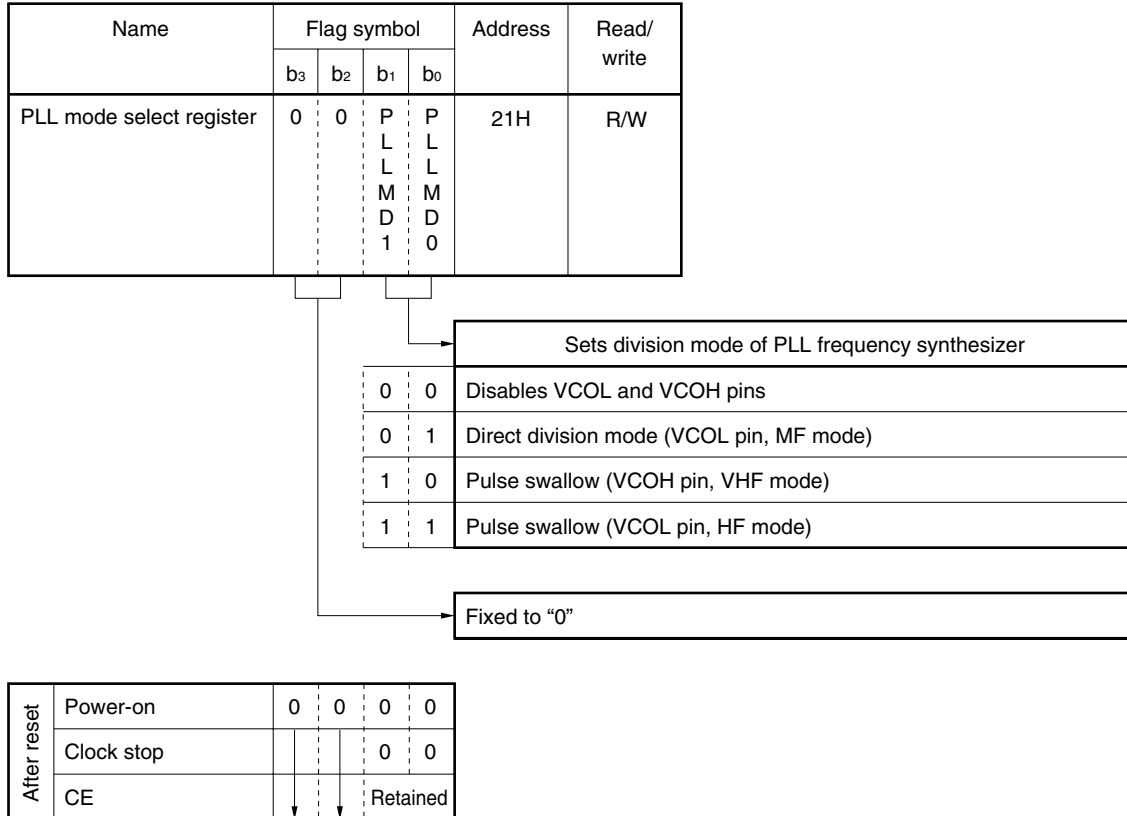 Name Flag symbol Address Read/
write
b3 b2 b1 b0
PLL mode select register 0 0 PLLMD1 PLLMD0 21H R/W
Sets division mode of PLL frequency synthesizer
0 0 Disables VCOL and VCOH pins
0 1 Direct division mode (VCOL pin, MF mode)
1 0 Pulse swallow (VCOH pin, VHF mode)
1 1 Pulse swallow (VCOL pin, HF mode)
Fixed to “0”
After reset
Power-on 0 0 0 0
Clock stop 0 0
CE Retained